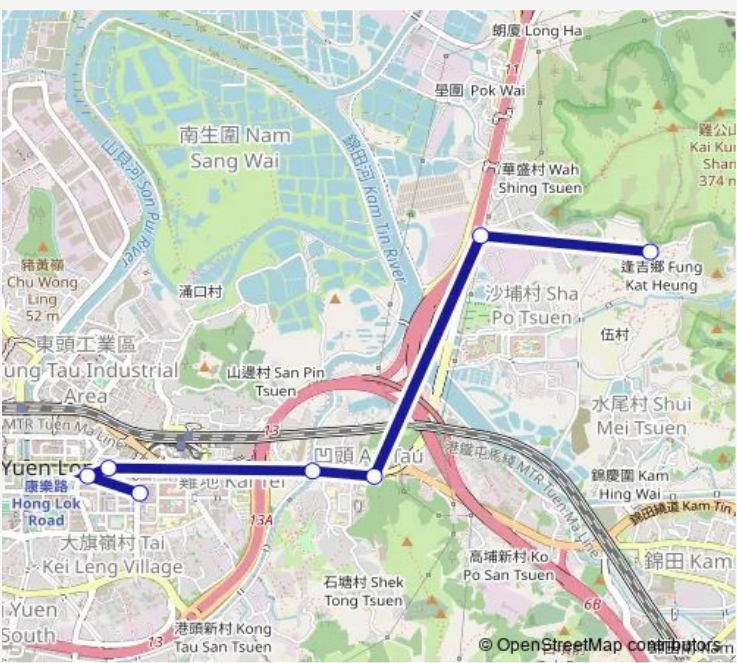 朗廈 Long Ha
11
壆圍 Pok Wai
雞公山
Kai Kun
Shan
374 m
南生圍 Nam
Sang Wai
山貝河 San Pui River
錦田河 Kam Tin River
華盛村 Wah
Shing Tsuen
豬黃嶺
Chu Wong
Ling
52 m
涌口村
逢吉鄉 Fung
Kat Heung
沙埔村 Sha
Po Tsuen
伍村
東頭工業區
ung Tau Industrial
Area
山邊村 San Pin
Tsuen
水尾村 Shui
Mei Tsuen
MTR Tuen Ma Line
13
凹頭 A Tau
港鐵屯馬綫 MTR Tuen Ma Line
Yuen Lo
康樂路
Hong Lok
Road
錦慶圍 Kam
Hing Wai
錦田繞道 Kam Tin
13A
大旗嶺村 Tai
Kei Leng Village
高埔新村 Ko
Po San Tsuen
錦田 Kam
石塘村 Shek
Tong Tsuen
6B
Yuen
South
13
港頭新村 Kong
Tau San Tsuen
© OpenStreetMap contributors